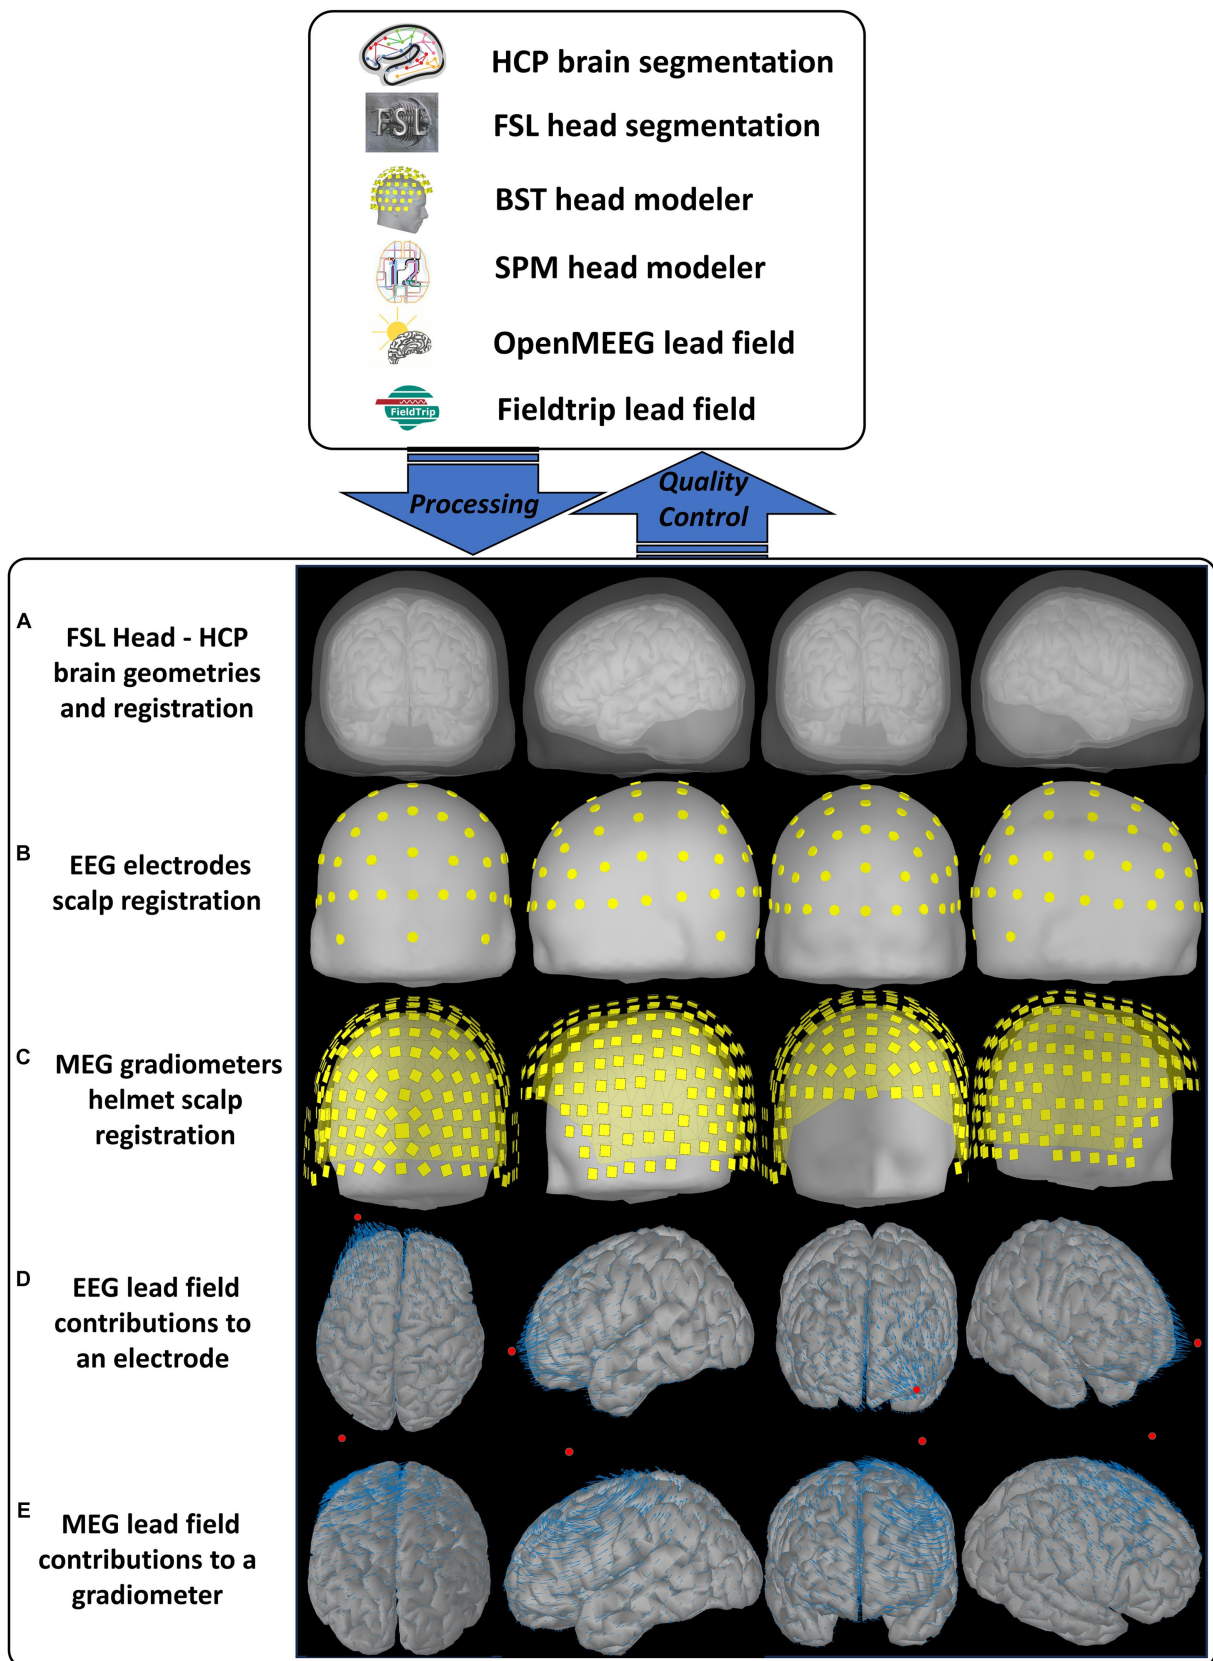 HCP brain segmentation
FSL
FSL head segmentation
BST head modeler
SPM head modeler
OpenMEEG lead field
FieldTrip
Fieldtrip lead field
Processing
Quality
Control
A
FSL Head - HCP
brain geometries
and registration
B
EEG electrodes
scalp registration
C
MEG gradiometers
helmet scalp
registration
D
EEG lead field
contributions to
an electrode
E
MEG lead field
contributions to a
gradiometer